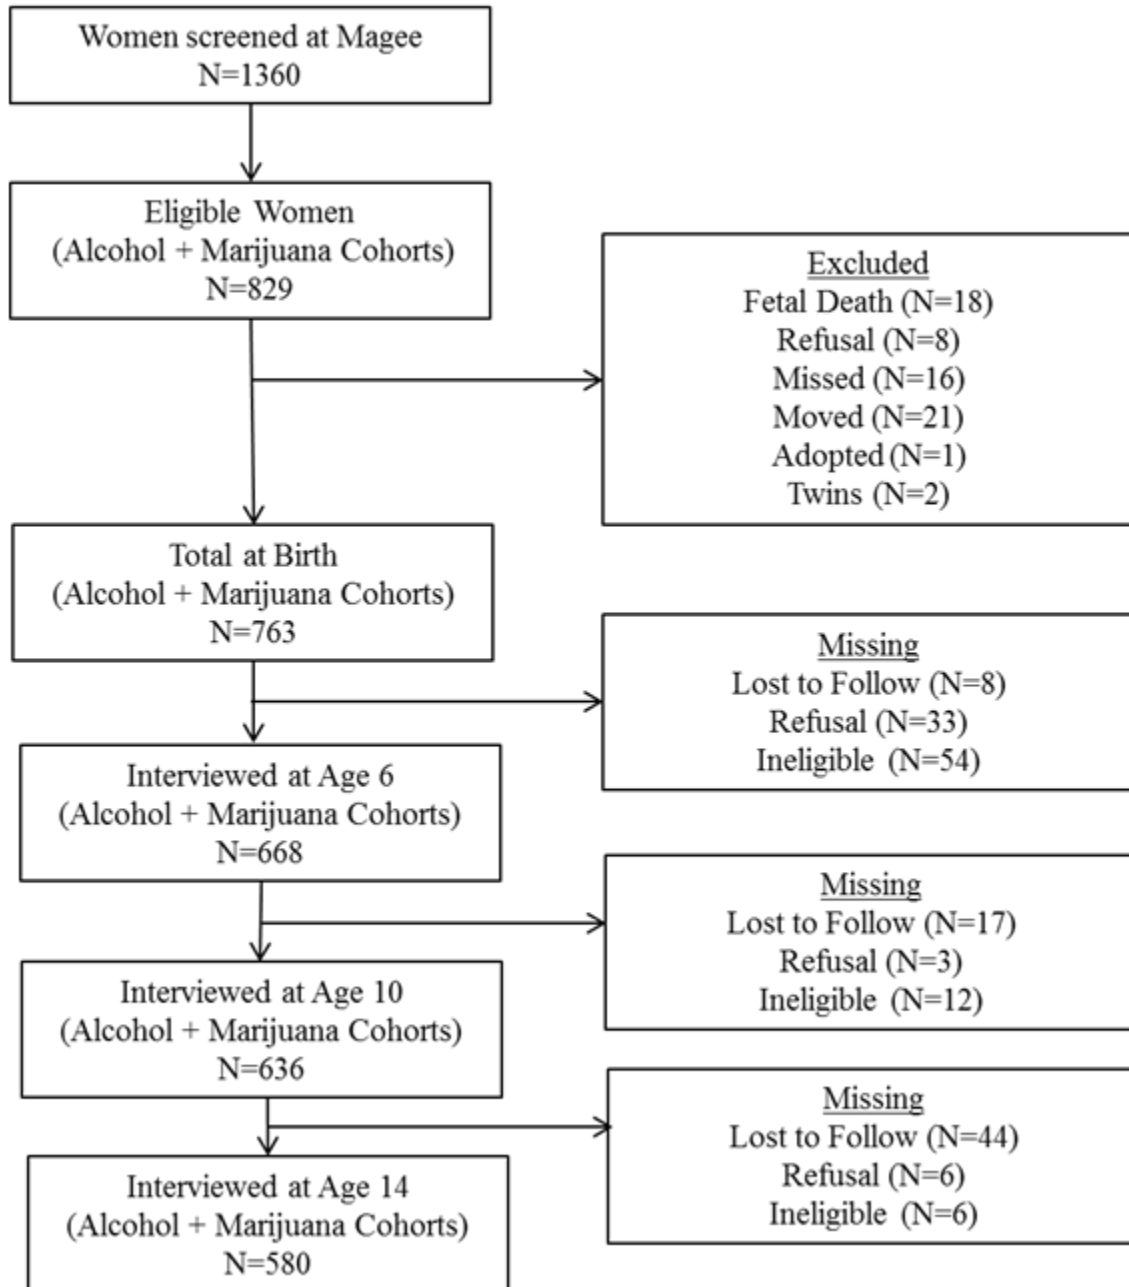 Women screened at Magee
N=1360
Eligible Women
(Alcohol + Marijuana Cohorts)
N=829
Excluded
Fetal Death (N=18)
Refusal (N=8)
Missed (N=16)
Moved (N=21)
Adopted (N=1)
Twins (N=2)
Total at Birth
(Alcohol + Marijuana Cohorts)
N=763
Missing
Lost to Follow (N=8)
Refusal (N=33)
Ineligible (N=54)
Interviewed at Age 6
(Alcohol + Marijuana Cohorts)
N=668
Missing
Lost to Follow (N=17)
Refusal (N=3)
Ineligible (N=12)
Interviewed at Age 10
(Alcohol + Marijuana Cohorts)
N=636
Missing
Lost to Follow (N=44)
Refusal (N=6)
Ineligible (N=6)
Interviewed at Age 14
(Alcohol + Marijuana Cohorts)
N=580